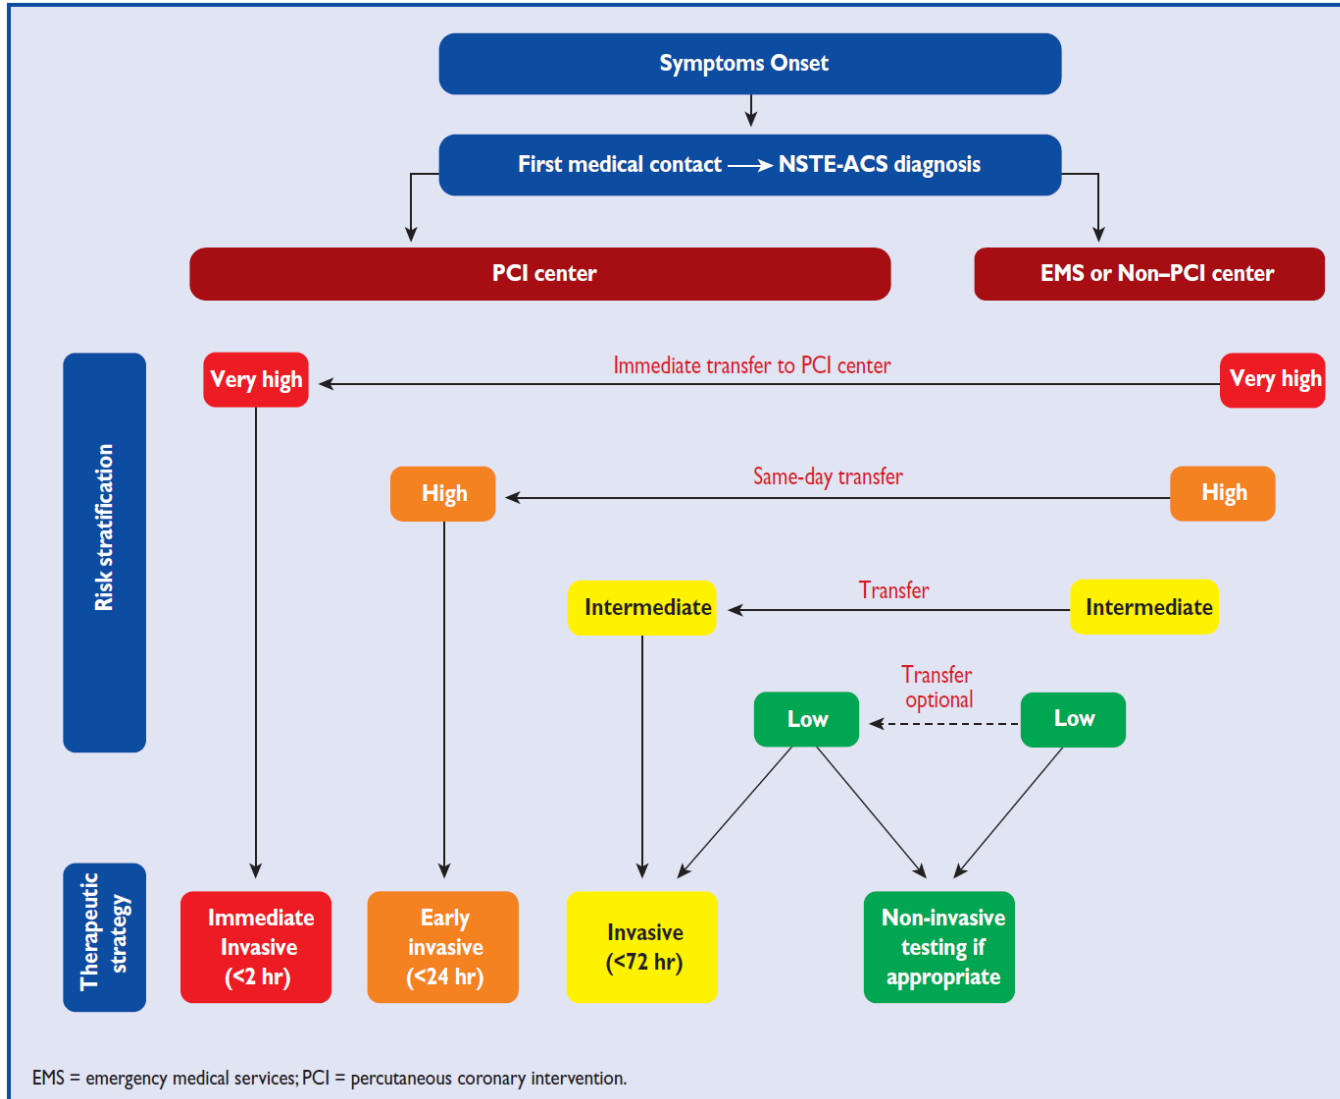 Symptoms Onset
First medical contact → NSTE-ACS diagnosis
PCI center
EMS or Non–PCI center
Risk stratification
Very high
Immediate transfer to PCI center
Very high
High
Same-day transfer
High
Intermediate
Transfer
Intermediate
Low
Transfer
optional
Low
Therapeutic
strategy
Immediate
Invasive
(<2 hr)
Early
invasive
(<24 hr)
Invasive
(<72 hr)
Non-invasive
testing if
appropriate
EMS = emergency medical services; PCI = percutaneous coronary intervention.